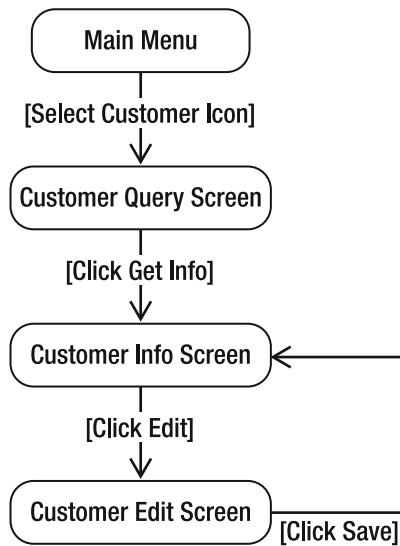 Main Menu
[Select Customer Icon]
Customer Query Screen
[Click Get Info]
Customer Info Screen
[Click Edit]
Customer Edit Screen
[Click Save]